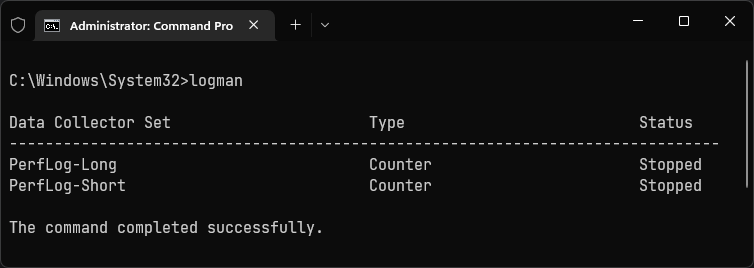 Administrator: Command Pro
C:\Windows\System32>logman
Data Collector Set Type Status
-------------------------------------------------------------------------------
PerfLog-Long Counter Stopped
PerfLog-Short Counter Stopped
The command completed successfully.